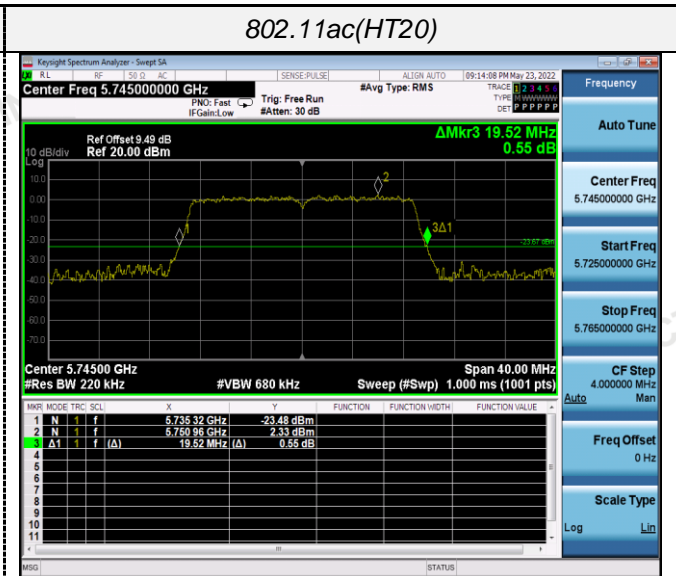 802.11ac(HT20)
Keysight Spectrum Analyzer - Swept SA
RL RF 50 Ω AC SENSE:PULSE ALIGN AUTO 09:14:08 PM May 23, 2022
Center Freq 5.745000000 GHz #Avg Type: RMS TRACE 1 2 3 4 5 6
PNO: Fast Trig: Free Run TYPE M WWWWW
IFGain:Low #Atten: 30 dB DET P P P P P P
ΔMkr3 19.52 MHz
0.55 dB
Ref Offset 9.49 dB
10 dB/div Ref 20.00 dBm
Log
10.0
0.00
-10.0
-20.0
-30.0
-40.0
-50.0
-60.0
-70.0
2
3Δ1
-23.67 dBm
Center 5.74500 GHz Span 40.00 MHz
#Res BW 220 kHz #VBW 680 kHz Sweep (#Swp) 1.000 ms (1001 pts)
MKR MODE TRC SCL X Y FUNCTION FUNCTION WIDTH FUNCTION VALUE
1 N 1 f 5.735 32 GHz -23.48 dBm
2 N 1 f 5.750 96 GHz 2.33 dBm
3 Δ1 1 f (Δ) 19.52 MHz (Δ) 0.55 dB
4
5
6
7
8
9
10
11
MSG STATUS
Frequency
Auto Tune
Center Freq
5.745000000 GHz
Start Freq
5.725000000 GHz
Stop Freq
5.765000000 GHz
CF Step
4.000000 MHz
Auto Man
Freq Offset
0 Hz
Scale Type
Log Lin